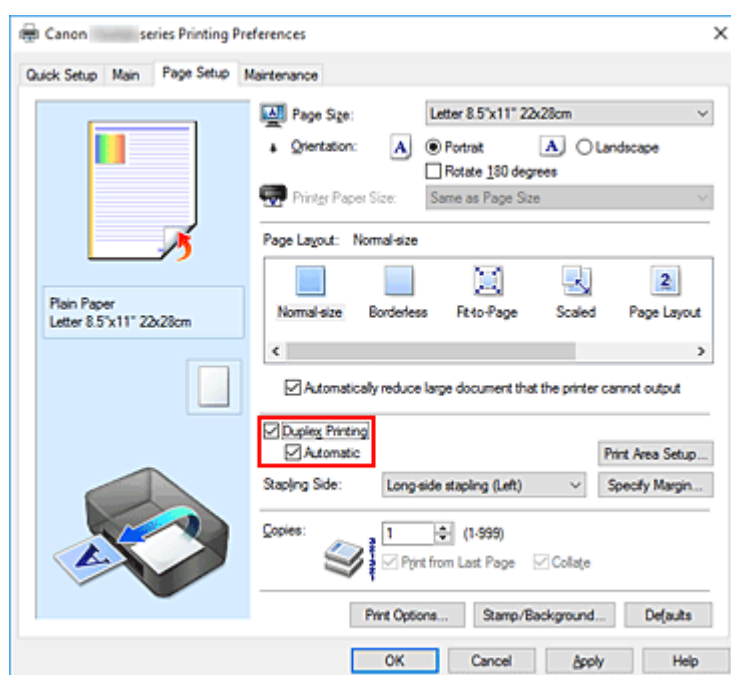 Canon series Printing Preferences
Quick Setup Main Page Setup Maintenance
Page Size: Letter 8.5"x11" 22x28cm
Orientation: A Portrait A Landscape
Rotate 180 degrees
Printer Paper Size: Same as Page Size
Page Layout: Normal-size
2
Normal-size Borderless Fit-to-Page Scaled Page Layout
Plain Paper
Letter 8.5"x11" 22x28cm
Automatically reduce large document that the printer cannot output
Duplex Printing
Automatic
Print Area Setup...
Stapling Side: Long-side stapling (Left) Specify Margin...
A
Copies: 1 (1-999)
Print from Last Page Collate
Print Options... Stamp/Background... Defaults
OK Cancel Apply Help